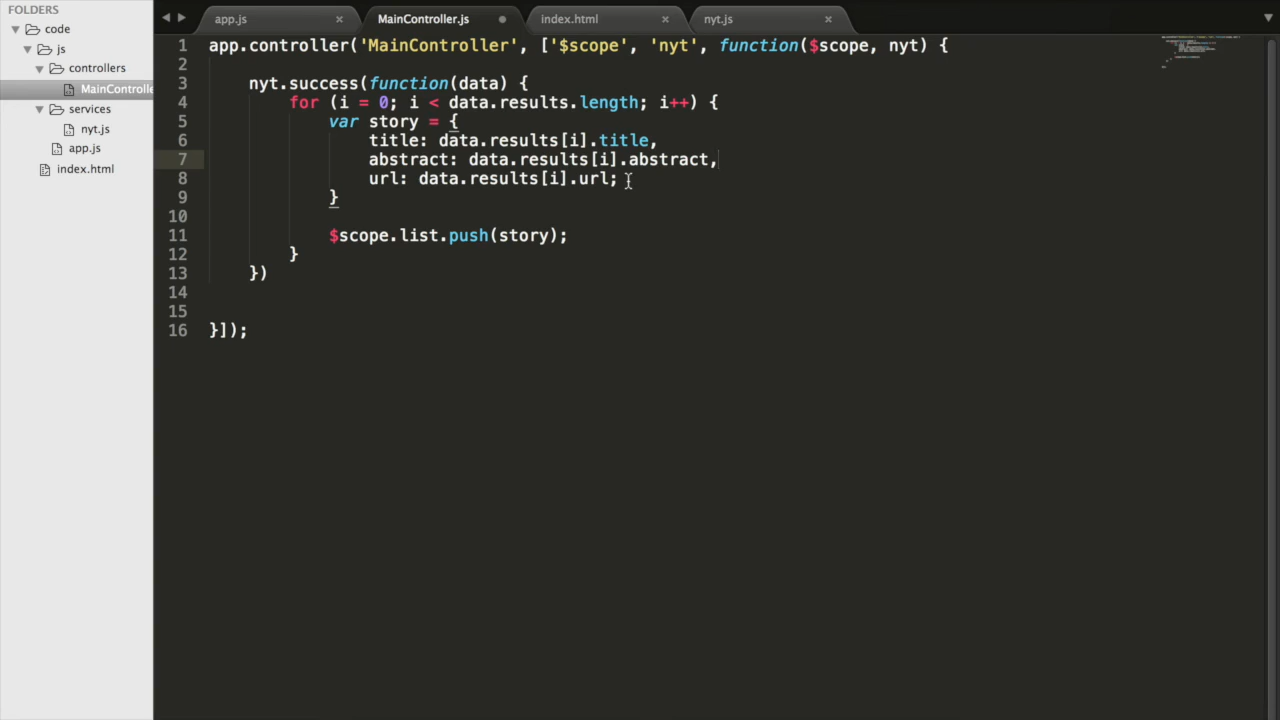 FOLDERS
code
js
controllers
MainControlle
services
nyt.js
app.js
index.html
app.js
MainController.js
index.html
nyt.js
1 app.controller('MainController', ['$scope', 'nyt', function($scope, nyt) {
2
3 nyt.success(function(data) {
4 for (i = 0; i < data.results.length; i++) {
5 var story = {
6 title: data.results[i].title,
7 abstract: data.results[i].abstract,
8 url: data.results[i].url;
9 }
10
11 $scope.list.push(story);
12 }
13 })
14
15
16 }]);